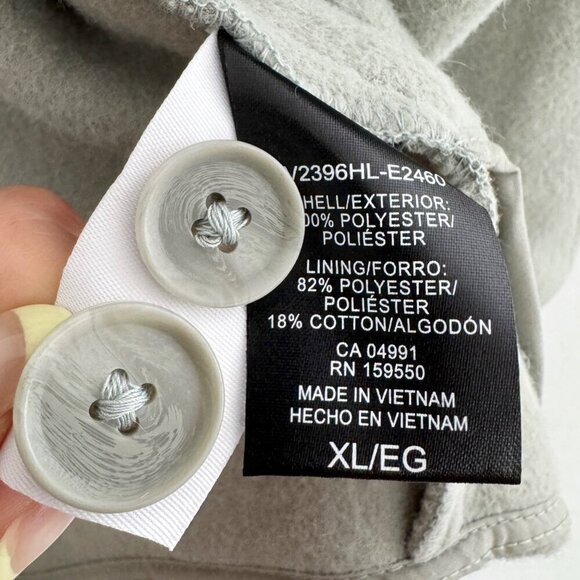 /2396HL-E2460
HELL/EXTERIOR:
00% POLYESTER/
POLIÉSTER
LINING/FORRO:
82% POLYESTER/
POLIÉSTER
18% COTTON/ALGODÓN
CA 04991
RN 159550
MADE IN VIETNAM
HECHO EN VIETNAM
XL/EG